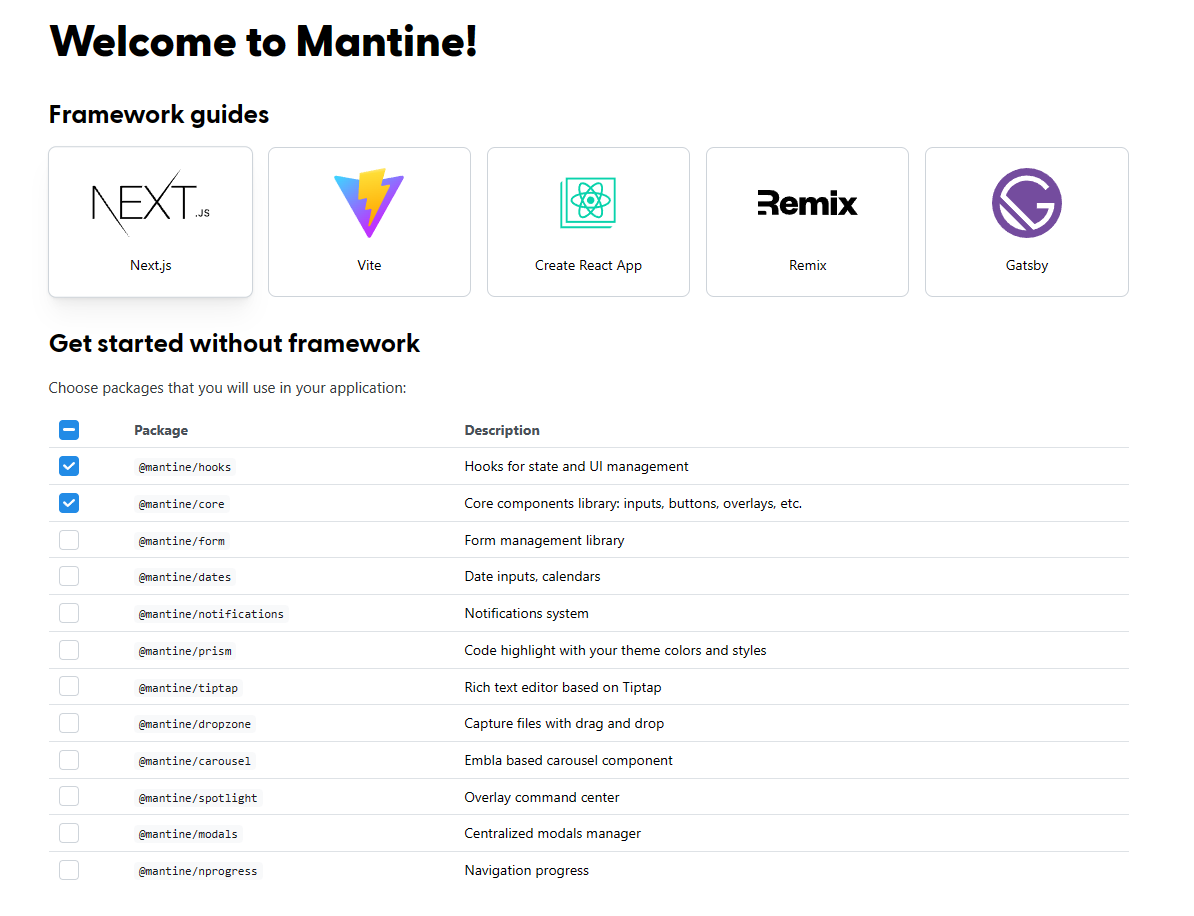 Welcome to Mantine!
Framework guides
NEXT.JS
Remix
Next.js
Vite
Create React App
Remix
Gatsby
Get started without framework
Choose packages that you will use in your application:
Package Description
@mantine/hooks Hooks for state and UI management
@mantine/core Core components library: inputs, buttons, overlays, etc.
@mantine/form Form management library
@mantine/dates Date inputs, calendars
@mantine/notifications Notifications system
@mantine/prism Code highlight with your theme colors and styles
@mantine/tiptap Rich text editor based on Tiptap
@mantine/dropzone Capture files with drag and drop
@mantine/carousel Embla based carousel component
@mantine/spotlight Overlay command center
@mantine/modals Centralized modals manager
@mantine/nprogress Navigation progress